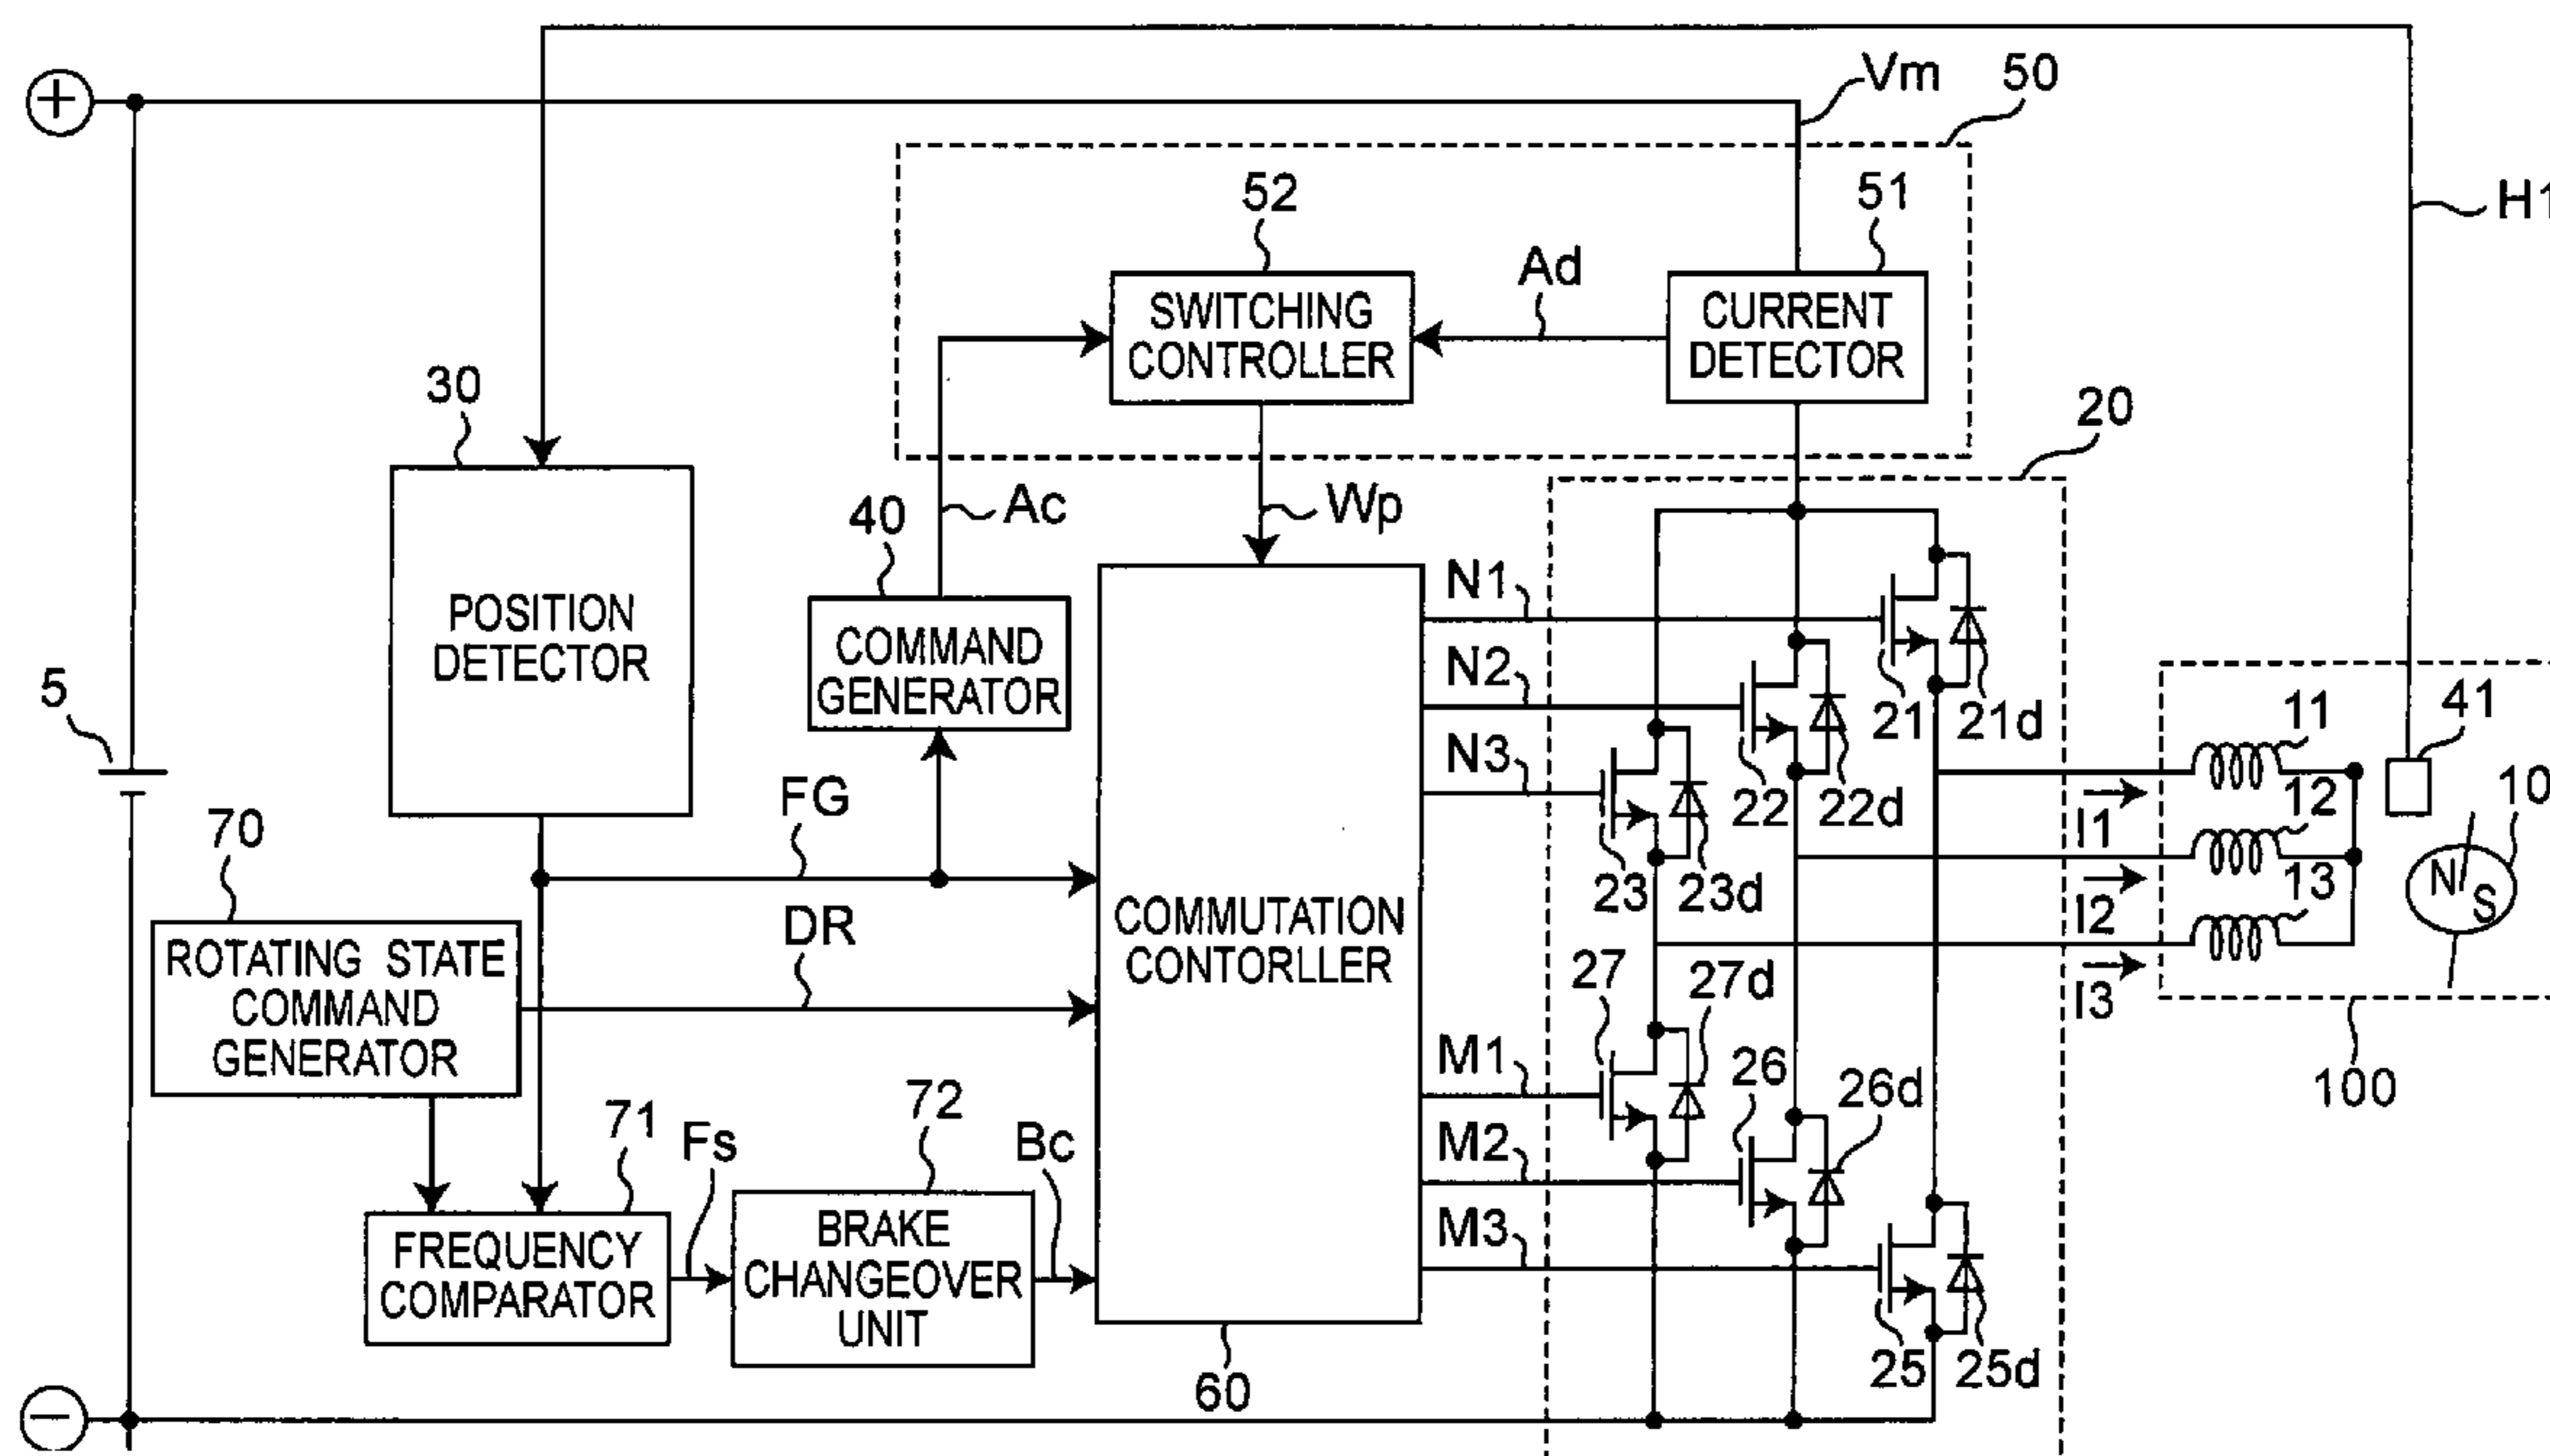 Vm
50
H1
52
51
SWITCHING
CONTROLLER
Ad
CURRENT
DETECTOR
30
20
Ac
Wp
40
POSITION
DETECTOR
COMMAND
GENERATOR
N1
N2
N3
21
21d
22
22d
23
23d
5
11
12
13
41
10
N
S
I1
I2
I3
100
70
FG
DR
ROTATING STATE
COMMAND
GENERATOR
COMMUTATION
CONTORLLER
27
27d
M1
M2
M3
26
26d
71
Fs
72
Bc
FREQUENCY
COMPARATOR
BRAKE
CHANGEOVER
UNIT
25
25d
60